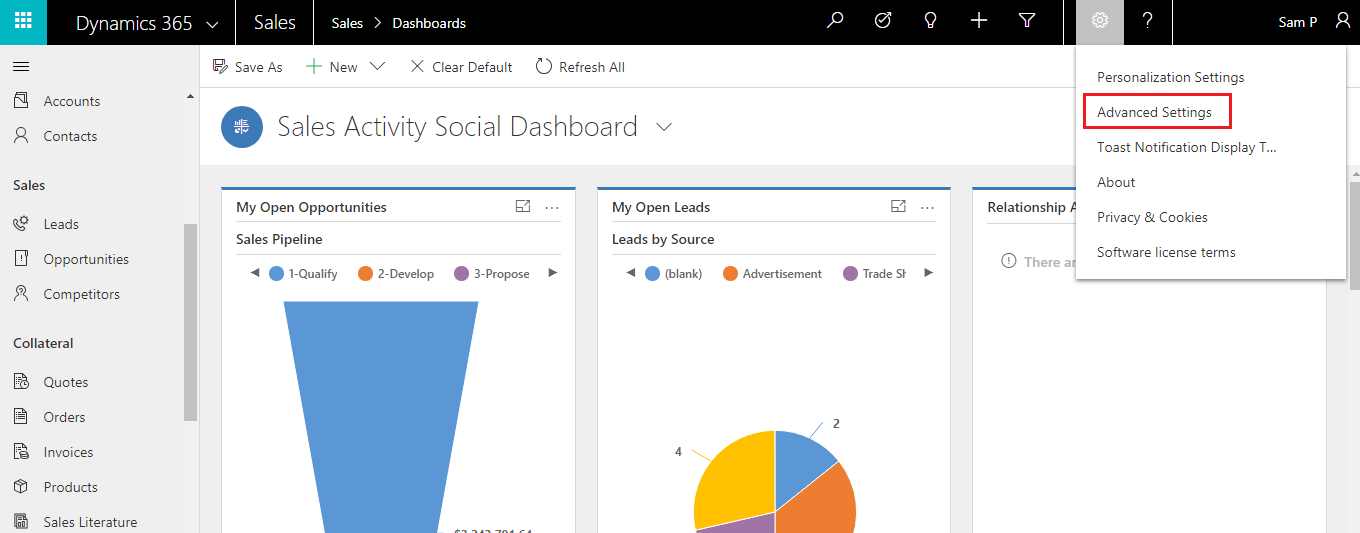 Dynamics 365
Sales
Sales > Dashboards
?
Sam P
Save As
New
Clear Default
Refresh All
Personalization Settings
Advanced Settings
Toast Notification Display T...
About
Privacy & Cookies
Software license terms
Accounts
Contacts
Sales
Leads
Opportunities
Competitors
Collateral
Quotes
Orders
Invoices
Products
Sales Literature
Sales Activity Social Dashboard
My Open Opportunities
Sales Pipeline
1-Qualify 2-Develop 3-Propose
My Open Leads
Leads by Source
(blank) Advertisement Trade Sh
2
4
Relationship A
There ar